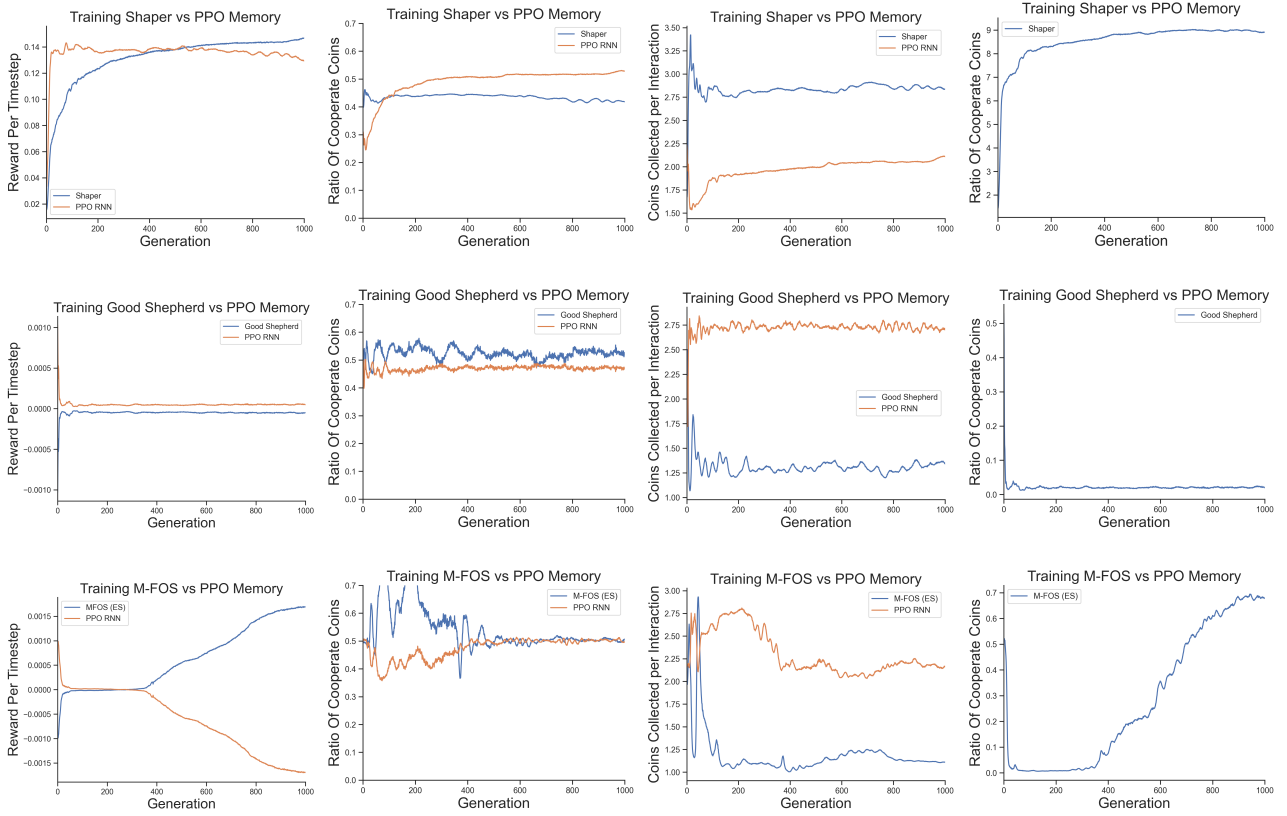 Training Shaper vs PPO Memory
Reward Per Timestep
0.14
0.12
0.10
0.08
0.06
0.04
0.02
Shaper
PPO RNN
0 200 400 600 800 1000
Generation
Training Shaper vs PPO Memory
Ratio Of Cooperate Coins
0.7
0.6
0.5
0.4
0.3
0.2
0.1
0.0
Shaper
PPO RNN
0 200 400 600 800 1000
Generation
Training Shaper vs PPO Memory
Coins Collected per Interaction
3.50
3.25
3.00
2.75
2.50
2.25
2.00
1.75
1.50
Shaper
PPO RNN
0 200 400 600 800 1000
Generation
Training Shaper vs PPO Memory
Ratio Of Cooperate Coins
9
8
7
6
5
4
3
2
Shaper
0 200 400 600 800 1000
Generation
Training Good Shepherd vs PPO Memory
Reward Per Timestep
0.0010
0.0005
0.0000
−0.0005
−0.0010
Good Shepherd
PPO RNN
0 200 400 600 800 1000
Generation
Training Good Shepherd vs PPO Memory
Ratio Of Cooperate Coins
0.7
0.6
0.5
0.4
0.3
0.2
0.1
0.0
Good Shepherd
PPO RNN
0 200 400 600 800 1000
Generation
Training Good Shepherd vs PPO Memory
Coins Collected per Interaction
2.75
2.50
2.25
2.00
1.75
1.50
1.25
1.00
Good Shepherd
PPO RNN
0 200 400 600 800 1000
Generation
Training Good Shepherd vs PPO Memory
Ratio Of Cooperate Coins
0.5
0.4
0.3
0.2
0.1
0.0
Good Shepherd
0 200 400 600 800 1000
Generation
Training M-FOS vs PPO Memory
Reward Per Timestep
0.0015
0.0010
0.0005
0.0000
−0.0005
−0.0010
−0.0015
MFOS (ES)
PPO RNN
0 200 400 600 800 1000
Generation
Training M-FOS vs PPO Memory
Ratio Of Cooperate Coins
0.7
0.6
0.5
0.4
0.3
0.2
0.1
0.0
M-FOS (ES)
PPO RNN
0 200 400 600 800 1000
Generation
Training M-FOS vs PPO Memory
Coins Collected per Interaction
3.00
2.75
2.50
2.25
2.00
1.75
1.50
1.25
1.00
M-FOS (ES)
PPO RNN
0 200 400 600 800 1000
Generation
Training M-FOS vs PPO Memory
Ratio Of Cooperate Coins
0.7
0.6
0.5
0.4
0.3
0.2
0.1
0.0
M-FOS (ES)
0 200 400 600 800 1000
Generation